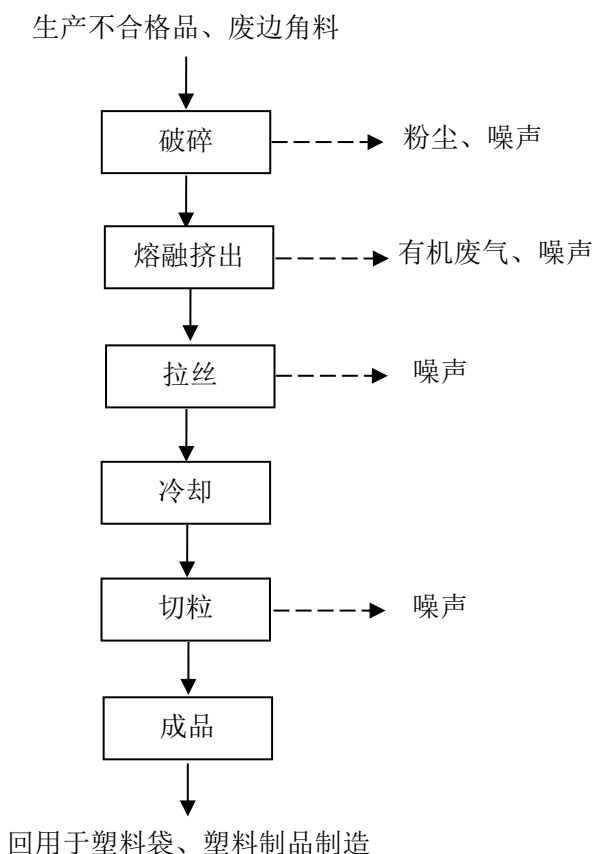 生产不合格品、废边角料
破碎
粉尘、噪声
熔融挤出
有机废气、噪声
拉丝
噪声
冷却
切粒
噪声
成品
回用于塑料袋、塑料制品制造